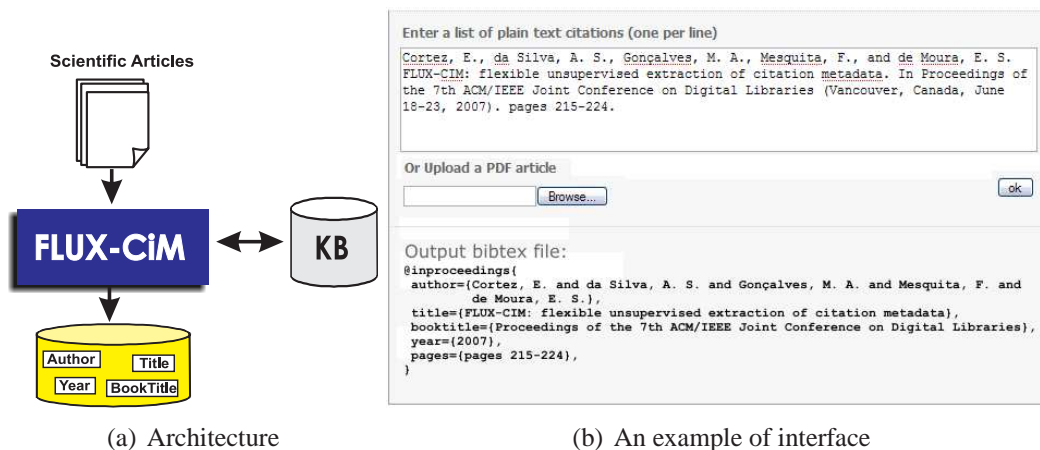 Scientific Articles
FLUX-CiM
KB
Author
Title
Year
BookTitle
(a) Architecture
Enter a list of plain text citations (one per line)
Cortez, E., da Silva, A. S., Gonçalves, M. A., Mesquita, F., and de Moura, E. S.
FLUX-CIM: flexible unsupervised extraction of citation metadata. In Proceedings of
the 7th ACM/IEEE Joint Conference on Digital Libraries (Vancouver, Canada, June
18-23, 2007). pages 215-224.
Or Upload a PDF article
Browse...
ok
Output bibtex file:
@inproceedings{
author={Cortez, E. and da Silva, A. S. and Gonçalves, M. A. and Mesquita, F. and
de Moura, E. S.},
title={FLUX-CIM: flexible unsupervised extraction of citation metadata},
booktitle={Proceedings of the 7th ACM/IEEE Joint Conference on Digital Libraries},
year={2007},
pages={pages 215-224},
}
(b) An example of interface